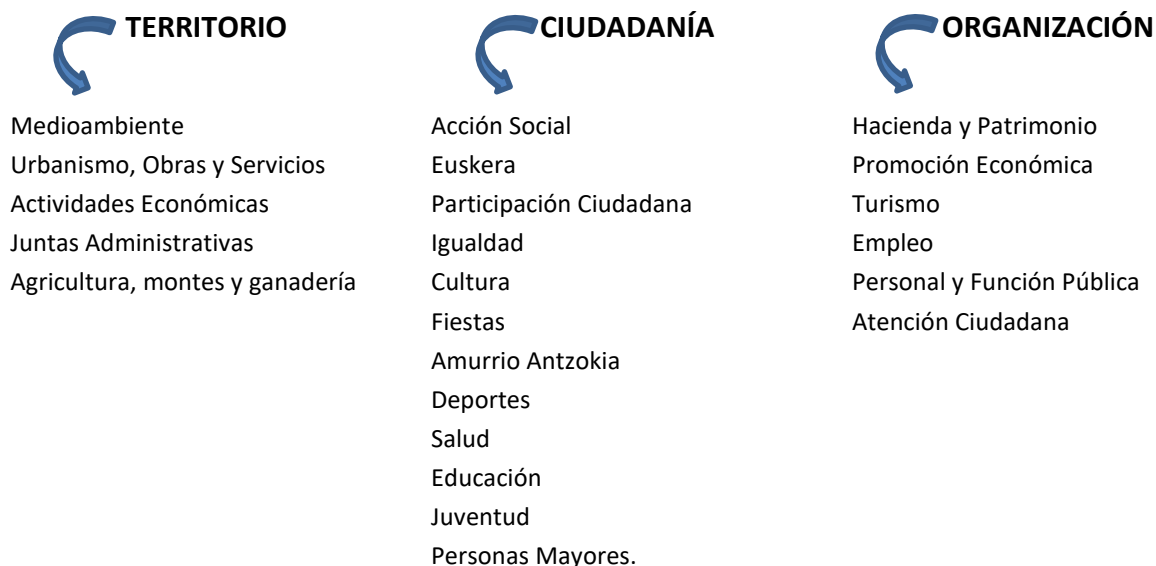 TERRITORIO
Medioambiente
Urbanismo, Obras y Servicios
Actividades Económicas
Juntas Administrativas
Agricultura, montes y ganadería
CIUDADANÍA
Acción Social
Euskera
Participación Ciudadana
Igualdad
Cultura
Fiestas
Amurrio Antzokia
Deportes
Salud
Educación
Juventud
Personas Mayores.
ORGANIZACIÓN
Hacienda y Patrimonio
Promoción Económica
Turismo
Empleo
Personal y Función Pública
Atención Ciudadana